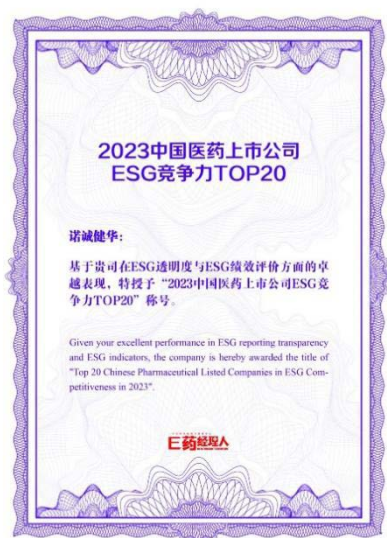 2023中国医药上市公司
ESG竞争力TOP20
诺诚健华：
基于贵司在ESG透明度与ESG绩效评价方面的卓
越表现，特授予“2023中国医药上市公司ESG竞
争力TOP20”称号。
Given your excellent performance in ESG reporting transparency
and ESG indicators, the company is hereby awarded the title of
"Top 20 Chinese Pharmaceutical Listed Companies in ESG Com-
petitiveness in 2023".
E药经理人